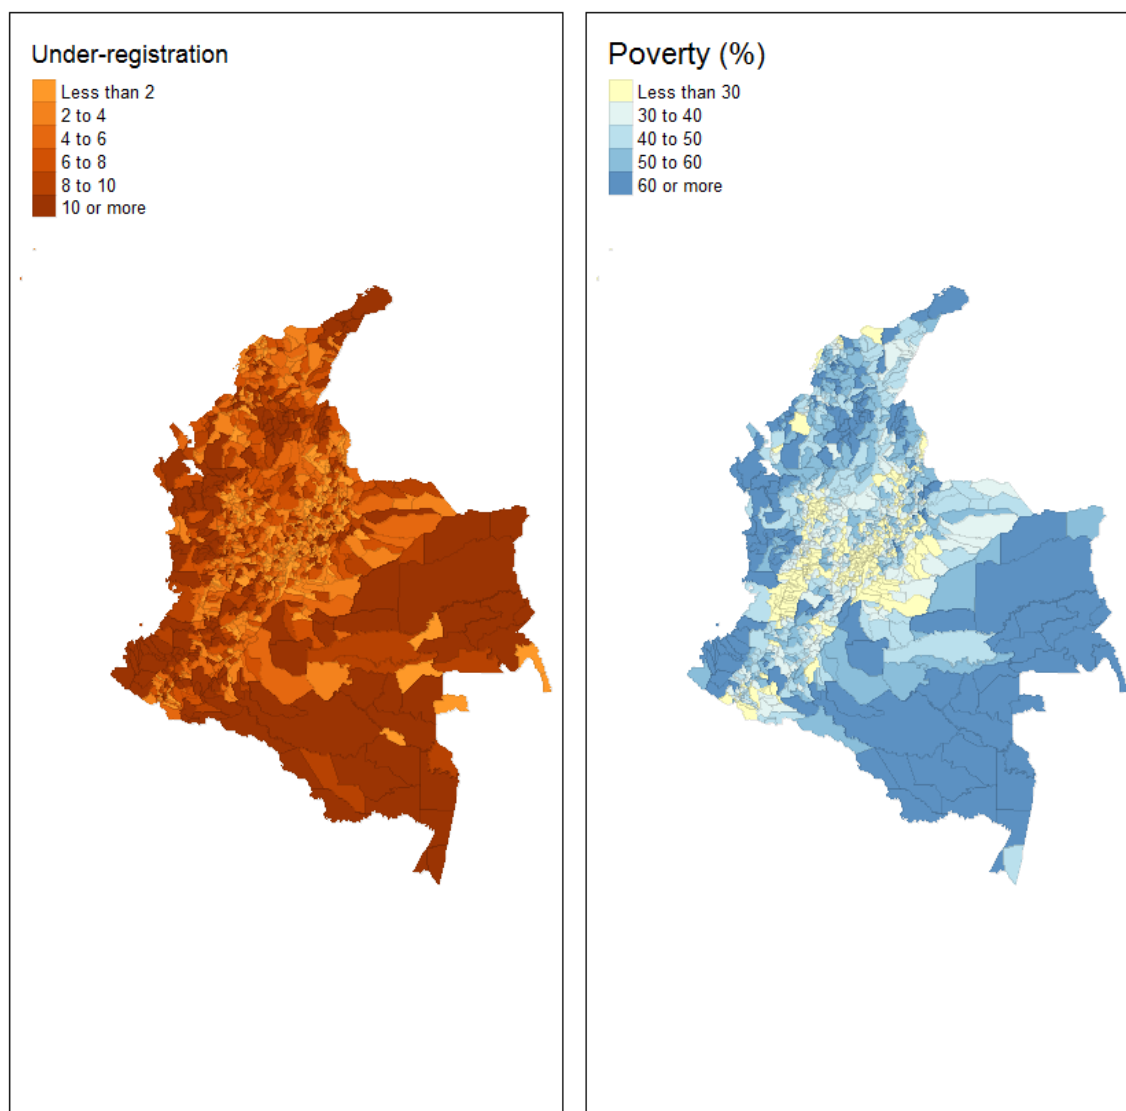 Under-registration
Less than 2
2 to 4
4 to 6
6 to 8
8 to 10
10 or more
Poverty (%)
Less than 30
30 to 40
40 to 50
50 to 60
60 or more